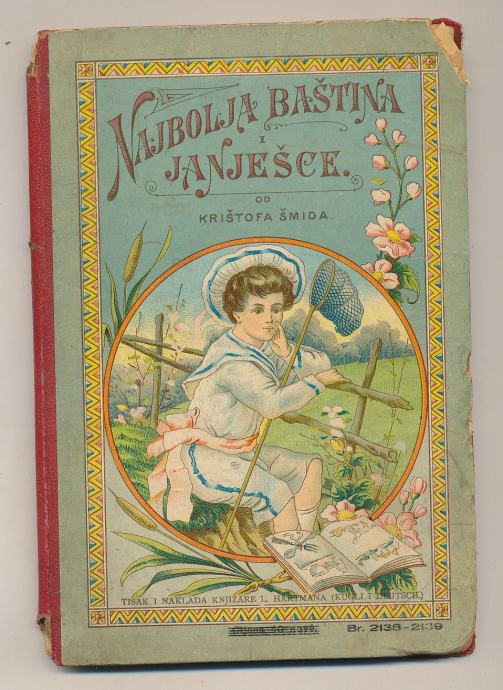 NAJBOLJA BAŠTINA
I
JANJEŠCE.
OD
KRIŠTOFA ŠMIDA.
TISAK I NAKLADA KNJIŽARE L. HARTMANA (KUGLI I DEUTSCH.)
Br. 2138-2139